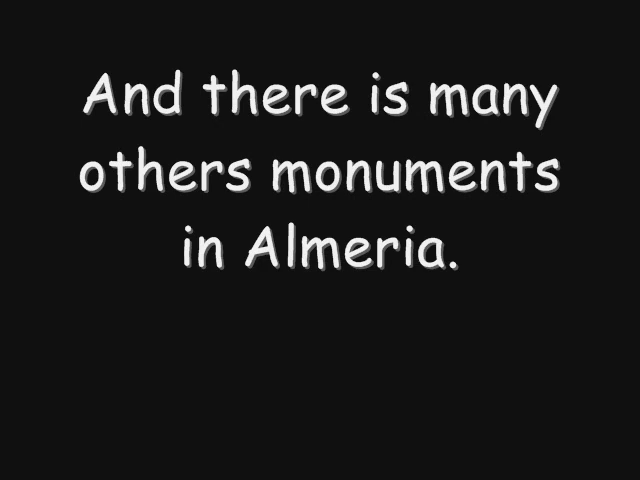 And there is many
others monuments
in Almeria.